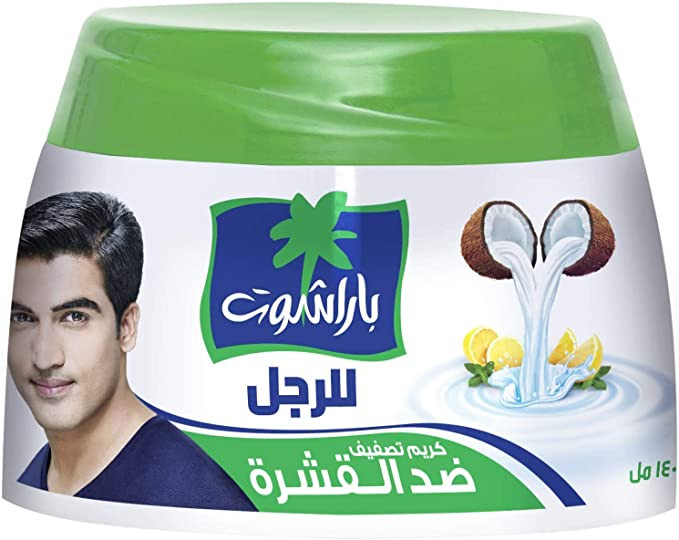 باراشوت
للرجل
كريم تصفيف
ضد القشرة
١٤٠ مل